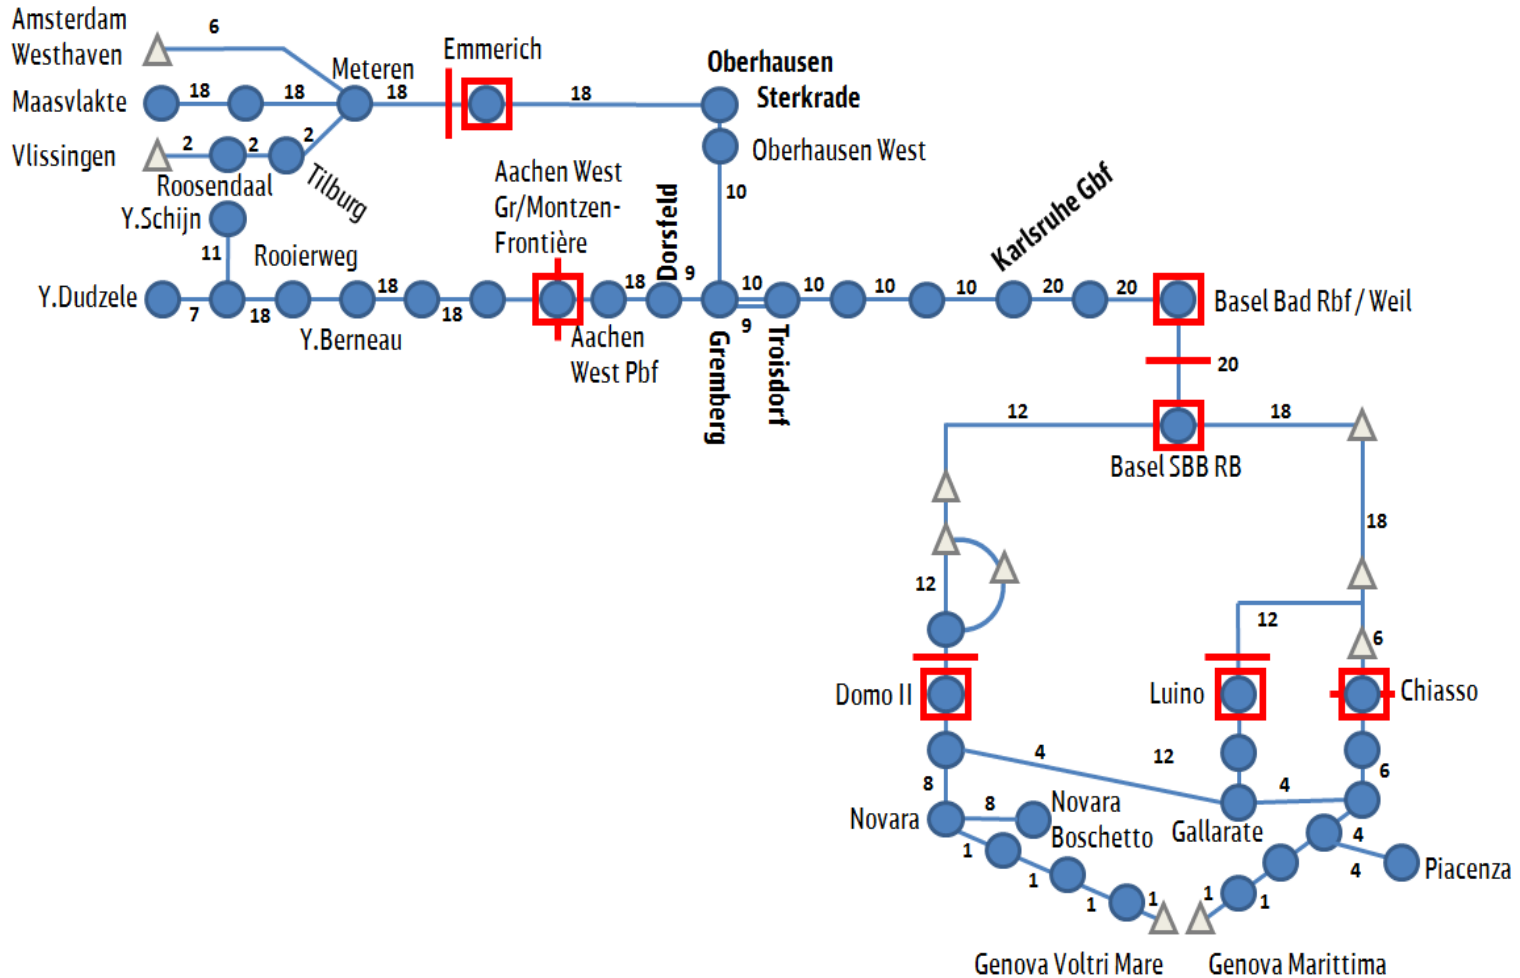 Amsterdam
Westhaven
6
Maasvlakte
18
18
Meteren
18
Emmerich
18
Oberhausen
Sterkrade
Vlissingen
2
2
2
Roosendaal
Tilburg
Oberhausen West
10
Y.Schijn
11
Rooierweg
Aachen West
Gr/Montzen-
Frontière
Y.Dudzele
7
18
18
18
Y.Berneau
Aachen
West Pbf
18
Dorsfeld
9
Gremberg
10
9
Troisdorf
10
10
10
Karlsruhe Gbf
20
20
Basel Bad Rbf / Weil
20
12
18
Basel SBB RB
18
12
12
6
Domo II
Luino
Chiasso
4
12
8
4
6
Novara
8
Novara
Boschetto
Gallarate
4
4
Piacenza
1
1
1
1
1
1
Genova Voltri Mare
Genova Marittima